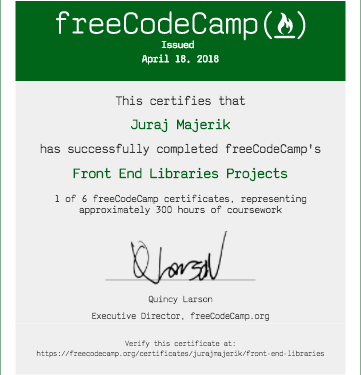 freeCodeCamp(🔥)
Issued
April 18, 2018
This certifies that
Juraj Majerik
has successfully completed freeCodeCamp's
Front End Libraries Projects
1 of 6 freeCodeCamp certificates, representing
approximately 300 hours of coursework
QLarson
Quincy Larson
Executive Director, freeCodeCamp.org
Verify this certificate at:
https://freecodecamp.org/certificates/jurajmajerik/front-end-libraries